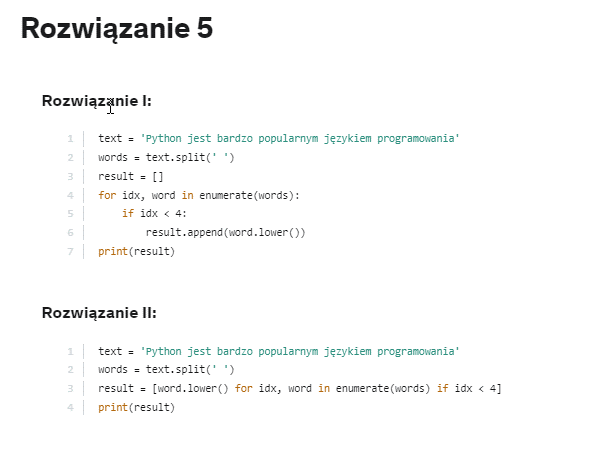 Rozwiązanie 5
Rozwiązanie I:
1 text = 'Python jest bardzo popularnym językiem programowania'
2 words = text.split(' ')
3 result = []
4 for idx, word in enumerate(words):
5     if idx < 4:
6         result.append(word.lower())
7 print(result)
Rozwiązanie II:
1 text = 'Python jest bardzo popularnym językiem programowania'
2 words = text.split(' ')
3 result = [word.lower() for idx, word in enumerate(words) if idx < 4]
4 print(result)